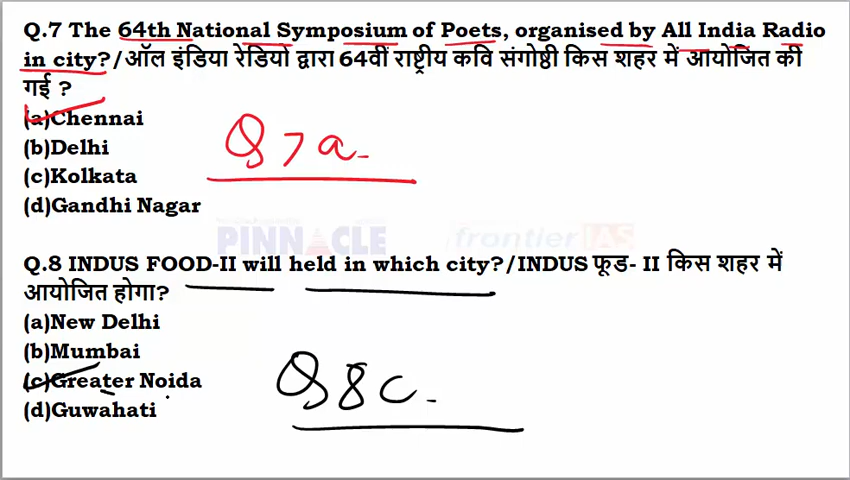 Q.7 The 64th National Symposium of Poets, organised by All India Radio
in city?/ऑल इंडिया रेडियो द्वारा 64वीं राष्ट्रीय कवि संगोष्ठी किस शहर में आयोजित की
गई ?
(a)Chennai
(b)Delhi
(c)Kolkata
(d)Gandhi Nagar
Q 7 a.
PINNACLE frontier IAS
Q.8 INDUS FOOD-II will held in which city?/INDUS फूड- II किस शहर में
आयोजित होगा?
(a)New Delhi
(b)Mumbai
(c)Greater Noida
(d)Guwahati
Q 8 c.